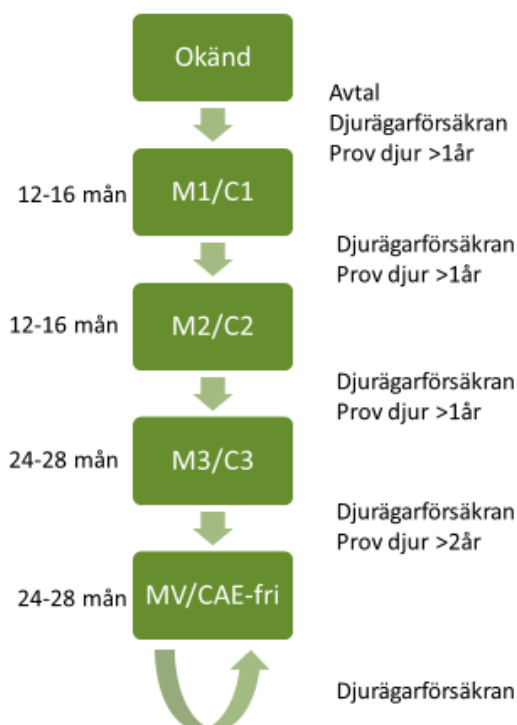 Okänd
Avtal
Djurägarförsäkran
Prov djur >1år
12-16 mån
M1/C1
Djurägarförsäkran
Prov djur >1år
12-16 mån
M2/C2
Djurägarförsäkran
Prov djur >1år
24-28 mån
M3/C3
Djurägarförsäkran
Prov djur >2år
24-28 mån
MV/CAE-fri
Djurägarförsäkran